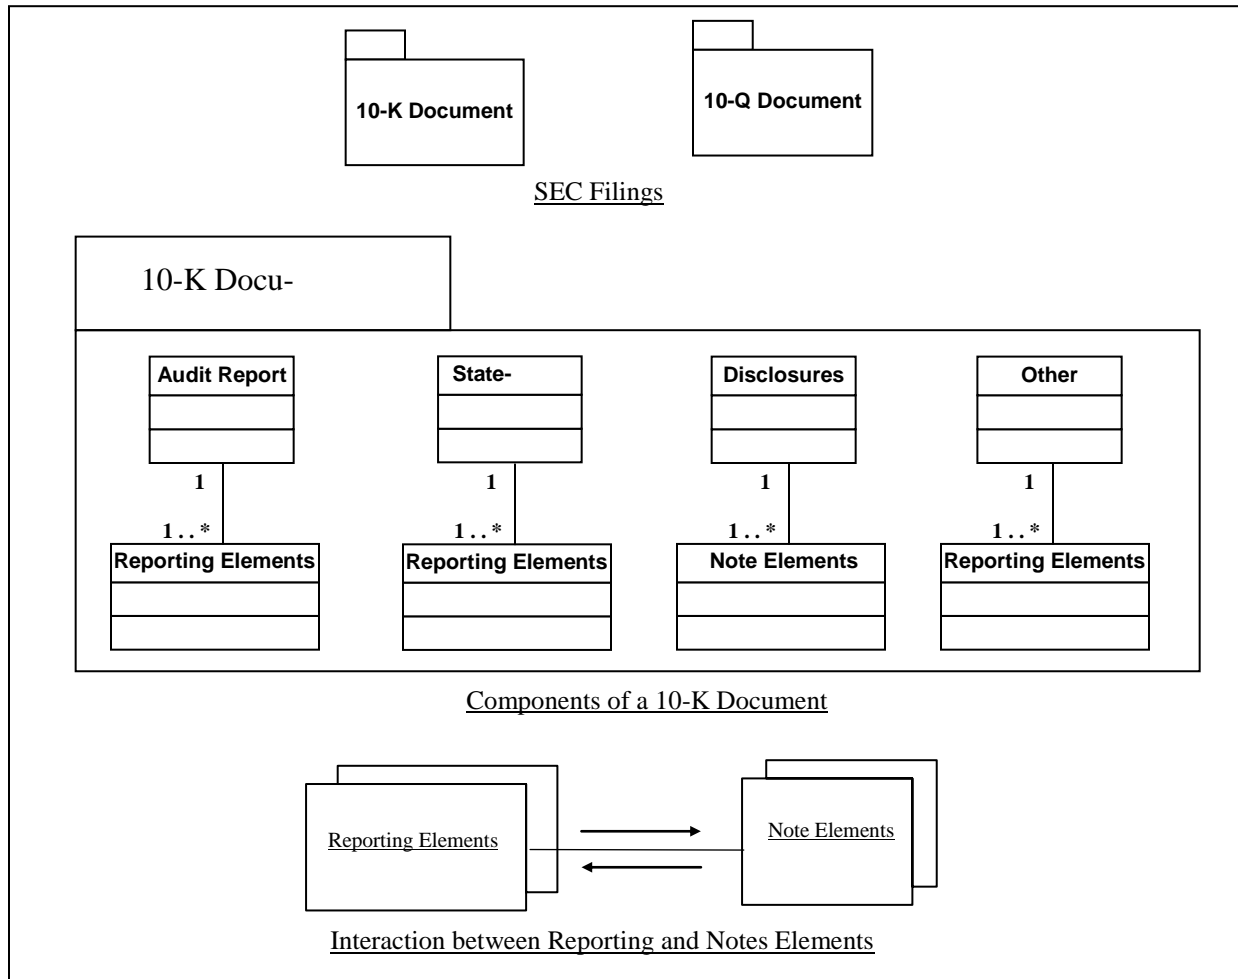 10-K Document
10-Q Document
SEC Filings
10-K Docu-
Audit Report
State-
Disclosures
Other
1
1
1
1
1 . . *
1 . . *
1 . . *
1 . . *
Reporting Elements
Reporting Elements
Note Elements
Reporting Elements
Components of a 10-K Document
Reporting Elements
Note Elements
Interaction between Reporting and Notes Elements